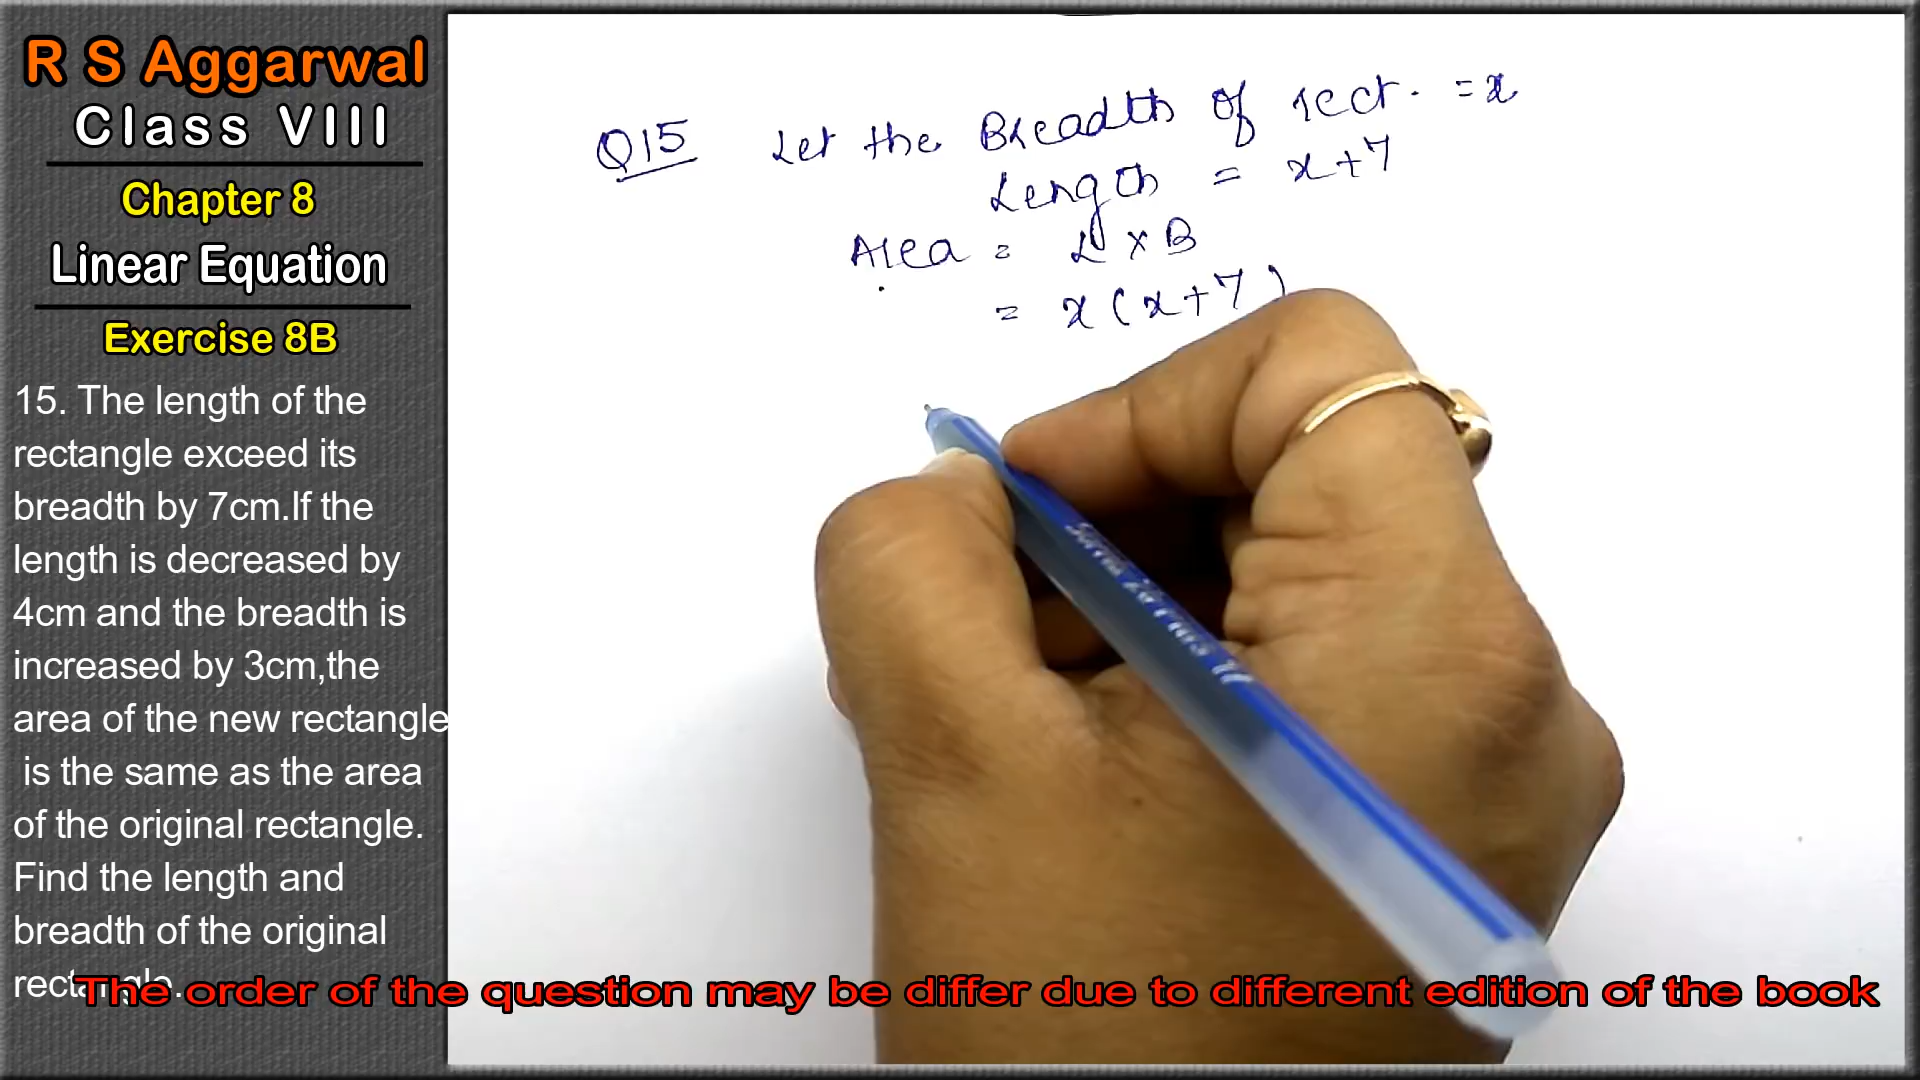 R S Aggarwal
Class VIII
Chapter 8
Linear Equation
Exercise 8B
15. The length of the
rectangle exceed its
breadth by 7cm.If the
length is decreased by
4cm and the breadth is
increased by 3cm,the
area of the new rectangle
is the same as the area
of the original rectangle.
Find the length and
breadth of the original
rectangle.
Q15 Let the Breadth of rect. = x
Length = x+7
Area = L × B
= x(x+7)
The order of the question may be differ due to different edition of the book